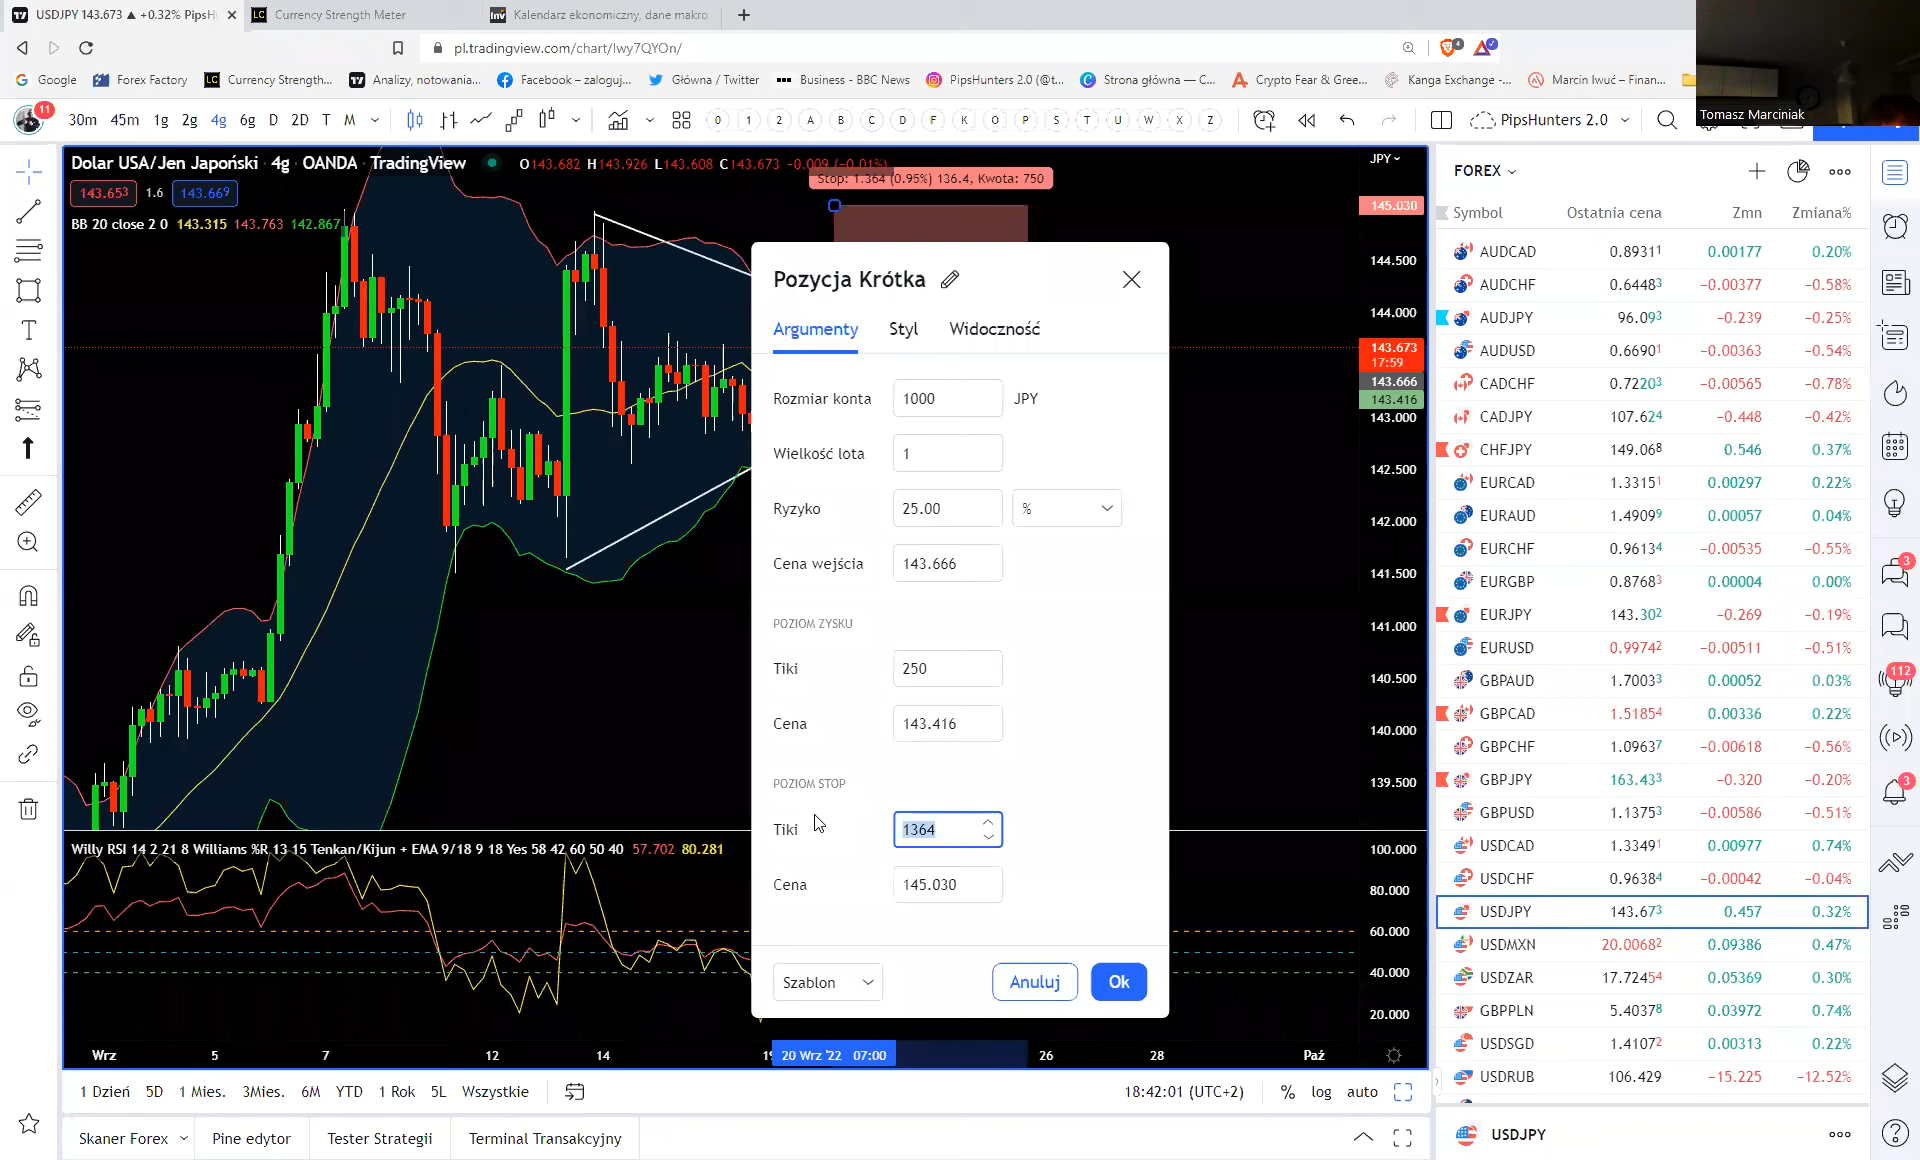 USDJPY 143.673 ▲ +0.32% PipsH
Currency Strength Meter
Kalendarz ekonomiczny, dane makro
pl.tradingview.com/chart/Iwy7QYOn/
Google
Forex Factory
Currency Strength...
Analizy, notowania...
Facebook – zaloguj...
Główna / Twitter
Business - BBC News
PipsHunters 2.0 (@t...
Strona główna — C...
Crypto Fear & Gree...
Kanga Exchange -...
Marcin Iwuć – Finan...
Tomasz Marciniak
11
30m 45m 1g 2g 4g 6g D 2D T M
0 1 2 A B C D F K O P S T U W X Z
PipsHunters 2.0
Dolar USA/Jen Japoński · 4g · OANDA · TradingView
O143.682 H143.926 L143.608 C143.673 -0.009 (-0.01%)
143.653 1.6 143.669
BB 20 close 2 0 143.315 143.763 142.867
Stop: 1.364 (0.95%) 136.4, Kwota: 750
JPY
145.030
144.500
144.000
143.673
17:59
143.666
143.416
143.000
142.500
142.000
141.500
141.000
140.500
140.000
139.500
Pozycja Krótka
Argumenty Styl Widoczność
Rozmiar konta 1000 JPY
Wielkość lota 1
Ryzyko 25.00 %
Cena wejścia 143.666
POZIOM ZYSKU
Tiki 250
Cena 143.416
POZIOM STOP
Tiki 1364
Cena 145.030
Szablon Anuluj Ok
Willy RSI 14 2 21 8 Williams %R 13 15 Tenkan/Kijun + EMA 9/18 9 18 Yes 58 42 60 50 40 57.702 80.281
100.000
80.000
60.000
40.000
20.000
Wrz 5 7 12 14 20 Wrz '22 07:00 26 28 Paź
1 Dzień 5D 1 Mies. 3Mies. 6M YTD 1 Rok 5L Wszystkie
18:42:01 (UTC+2) % log auto
Skaner Forex Pine edytor Tester Strategii Terminal Transakcyjny
FOREX
Symbol Ostatnia cena Zmn Zmiana%
AUDCAD 0.89311 0.00177 0.20%
AUDCHF 0.64483 −0.00377 −0.58%
AUDJPY 96.093 −0.239 −0.25%
AUDUSD 0.66901 −0.00363 −0.54%
CADCHF 0.72203 −0.00565 −0.78%
CADJPY 107.624 −0.448 −0.42%
CHFJPY 149.068 0.546 0.37%
EURCAD 1.33151 0.00297 0.22%
EURAUD 1.49099 0.00057 0.04%
EURCHF 0.96134 −0.00535 −0.55%
EURGBP 0.87683 0.00004 0.00%
EURJPY 143.302 −0.269 −0.19%
EURUSD 0.99742 −0.00511 −0.51%
GBPAUD 1.70033 0.00052 0.03%
GBPCAD 1.51854 0.00336 0.22%
GBPCHF 1.09637 −0.00618 −0.56%
GBPJPY 163.433 −0.320 −0.20%
GBPUSD 1.13753 −0.00586 −0.51%
USDCAD 1.33491 0.00977 0.74%
USDCHF 0.96384 −0.00042 −0.04%
USDJPY 143.673 0.457 0.32%
USDMXN 20.00682 0.09386 0.47%
USDZAR 17.72454 0.05369 0.30%
GBPPLN 5.40378 0.03972 0.74%
USDSGD 1.41072 0.00313 0.22%
USDRUB 106.429 −15.225 −12.52%
USDJPY
3
112
3